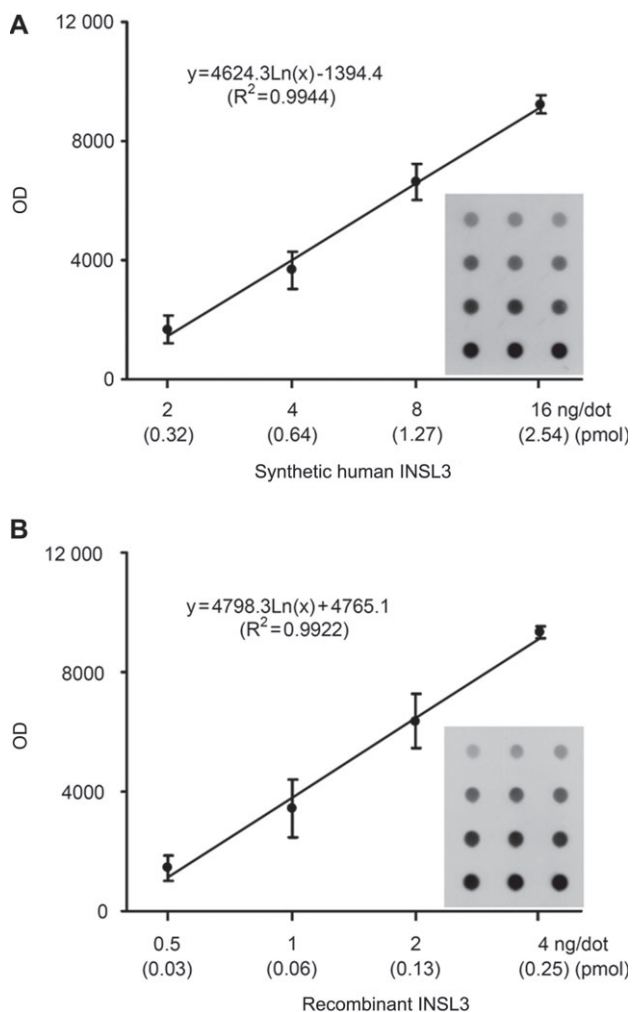 A
12 000
y=4624.3Ln(x)-1394.4
(R²=0.9944)
8000
OD
4000
0
2 4 8 16 ng/dot
(0.32) (0.64) (1.27) (2.54) (pmol)
Synthetic human INSL3
B
12 000
y=4798.3Ln(x)+4765.1
(R²=0.9922)
8000
OD
4000
0
0.5 1 2 4 ng/dot
(0.03) (0.06) (0.13) (0.25) (pmol)
Recombinant INSL3